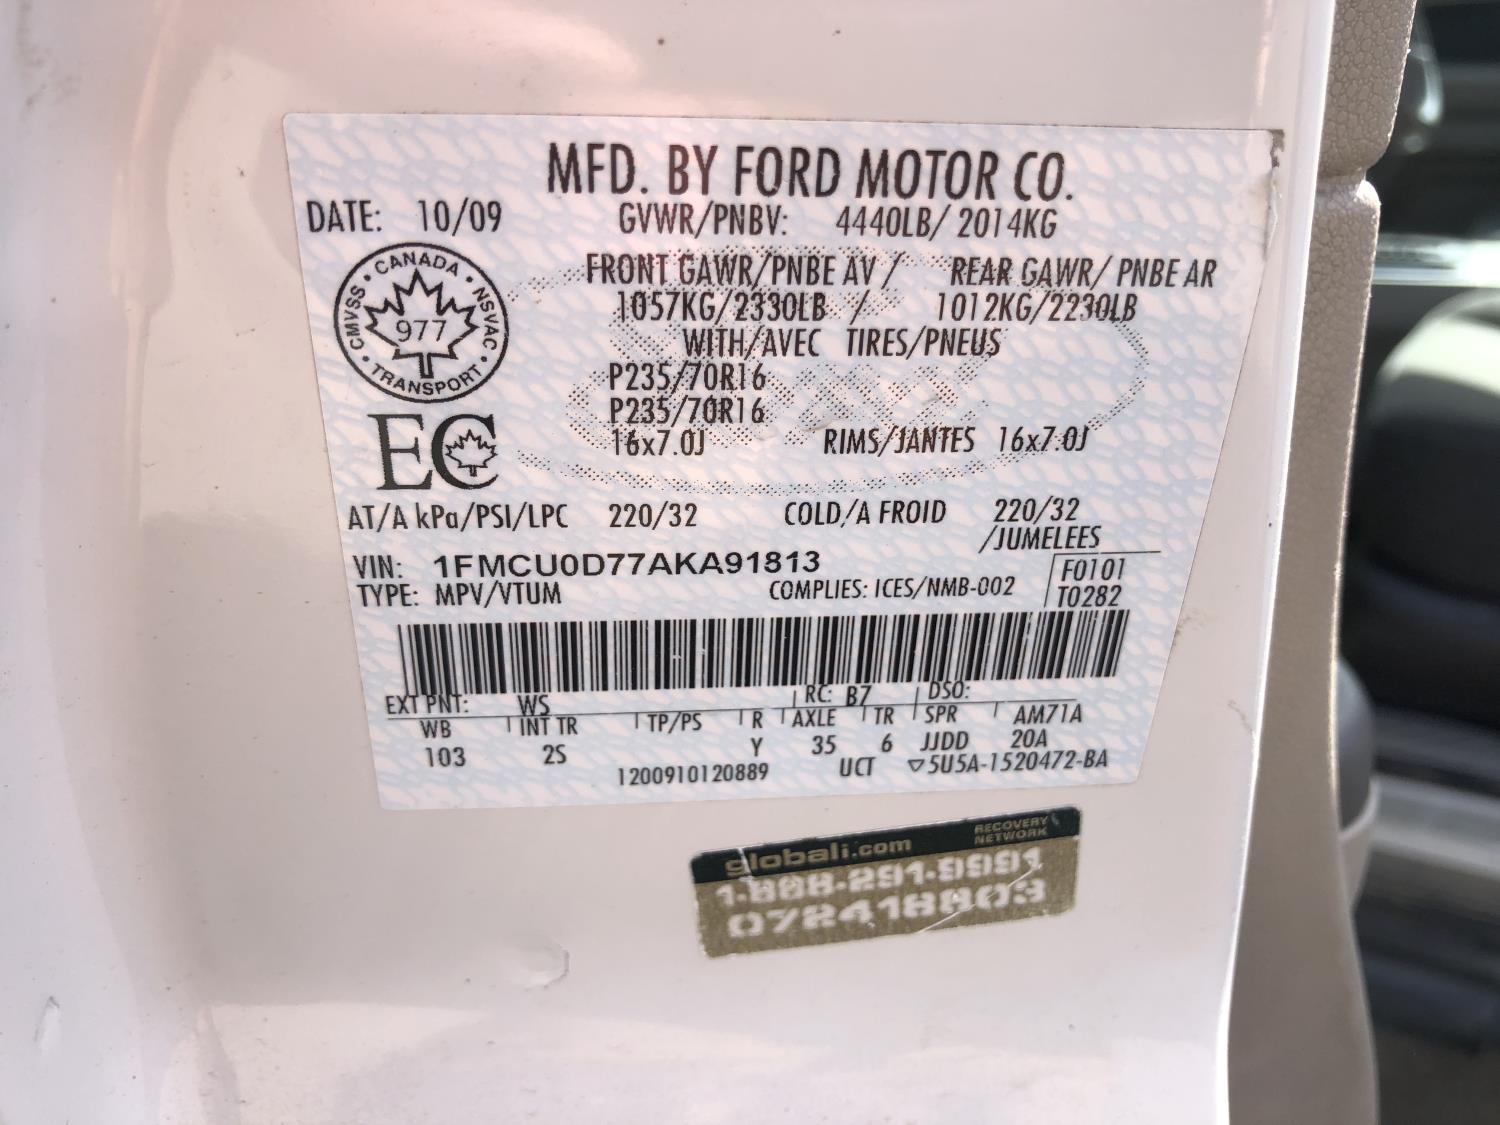 MFD. BY FORD MOTOR CO.
DATE: 10/09 GVWR/PNBV: 4440LB/ 2014KG
FRONT GAWR/PNBE AV / REAR GAWR/ PNBE AR
1057KG/2330LB / 1012KG/2230LB
WITH/AVEC TIRES/PNEUS
P235/70R16
P235/70R16
16x7.0J RIMS/JANTES 16x7.0J
CANADA
CMVSS • NSVAC
977
TRANSPORT
EC
AT/A kPa/PSI/LPC 220/32 COLD/A FROID 220/32
/JUMELEES
VIN: 1FMCU0D77AKA91813 F0101
TYPE: MPV/VTUM COMPLIES: ICES/NMB-002 T0282
EXT PNT: WS RC: B7 DSO:
WB INT TR TP/PS R AXLE TR SPR AM71A
103 2S Y 35 6 JJDD 20A
1200910120889 UCT ▽5U5A-1520472-BA
globali.com RECOVERY NETWORK
1-888-291-9991
072418803